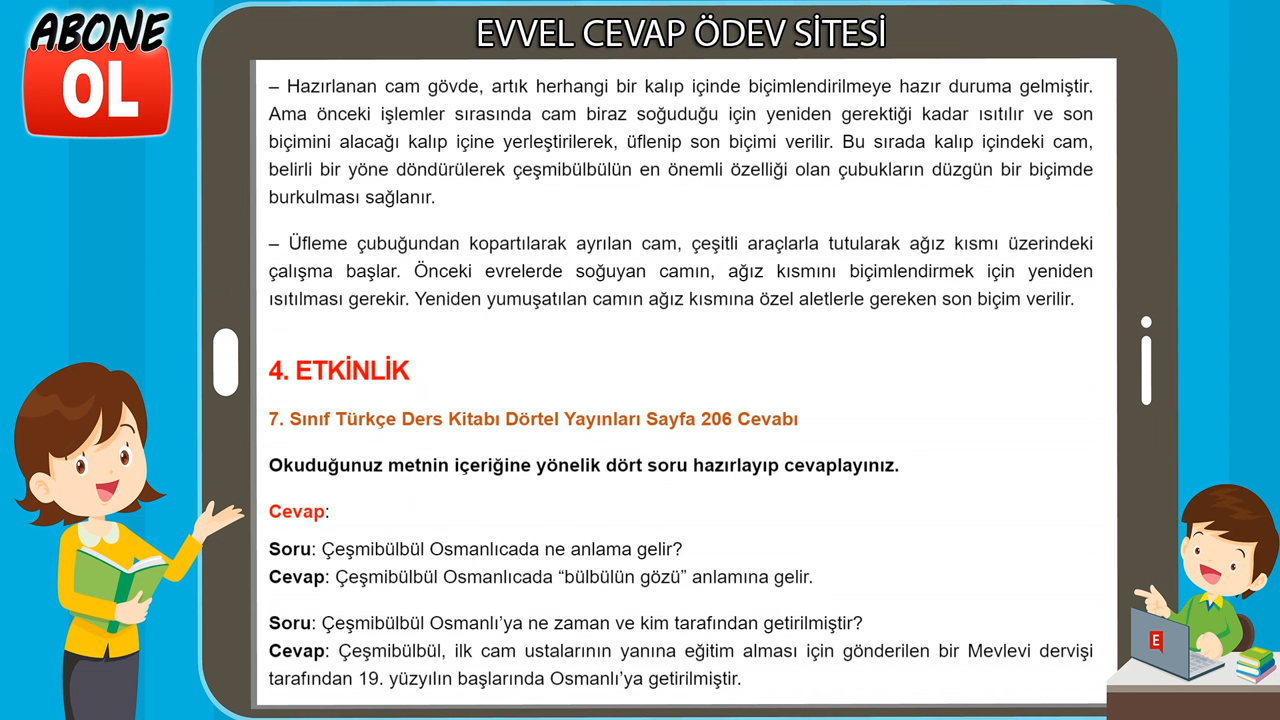 ABONE
OL
EVVEL CEVAP ÖDEV SİTESİ
– Hazırlanan cam gövde, artık herhangi bir kalıp içinde biçimlendirilmeye hazır duruma gelmiştir.
Ama önceki işlemler sırasında cam biraz soğuduğu için yeniden gerektiği kadar ısıtılır ve son
biçimini alacağı kalıp içine yerleştirilerek, üflenip son biçimi verilir. Bu sırada kalıp içindeki cam,
belirli bir yöne döndürülerek çeşmibülbülün en önemli özelliği olan çubukların düzgün bir biçimde
burkulması sağlanır.
– Üfleme çubuğundan kopartılarak ayrılan cam, çeşitli araçlarla tutularak ağız kısmı üzerindeki
çalışma başlar. Önceki evrelerde soğuyan camın, ağız kısmını biçimlendirmek için yeniden
ısıtılması gerekir. Yeniden yumuşatılan camın ağız kısmına özel aletlerle gereken son biçim verilir.
4. ETKİNLİK
7. Sınıf Türkçe Ders Kitabı Dörtel Yayınları Sayfa 206 Cevabı
Okuduğunuz metnin içeriğine yönelik dört soru hazırlayıp cevaplayınız.
Cevap:
Soru: Çeşmibülbül Osmanlıcada ne anlama gelir?
Cevap: Çeşmibülbül Osmanlıcada “bülbülün gözü” anlamına gelir.
Soru: Çeşmibülbül Osmanlı’ya ne zaman ve kim tarafından getirilmiştir?
Cevap: Çeşmibülbül, ilk cam ustalarının yanına eğitim alması için gönderilen bir Mevlevi dervişi
tarafından 19. yüzyılın başlarında Osmanlı’ya getirilmiştir.
E